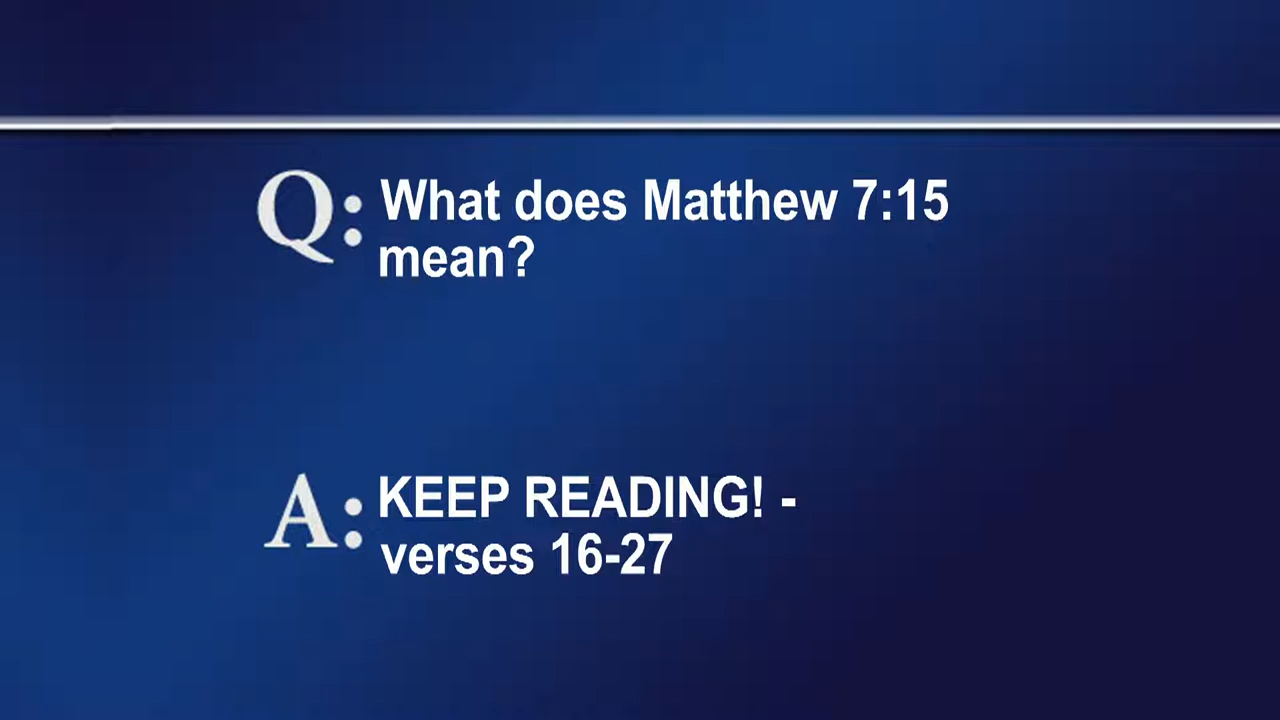 Q: What does Matthew 7:15
mean?
A: KEEP READING! -
verses 16-27